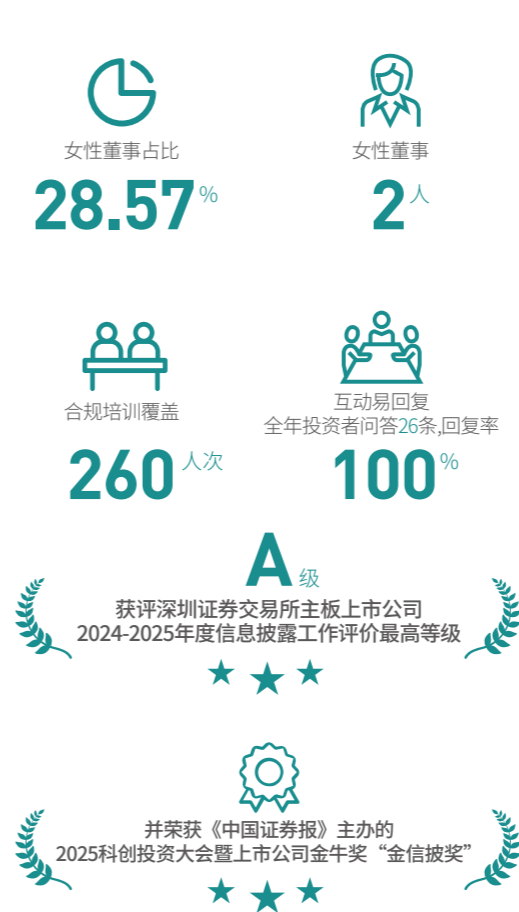 女性董事占比
28.57%
女性董事
2人
合规培训覆盖
260人次
互动易回复
全年投资者问答26条,回复率
100%
A级
获评深圳证券交易所主板上市公司
2024-2025年度信息披露工作评价最高等级
并荣获《中国证券报》主办的
2025科创投资大会暨上市公司金牛奖“金信披奖”